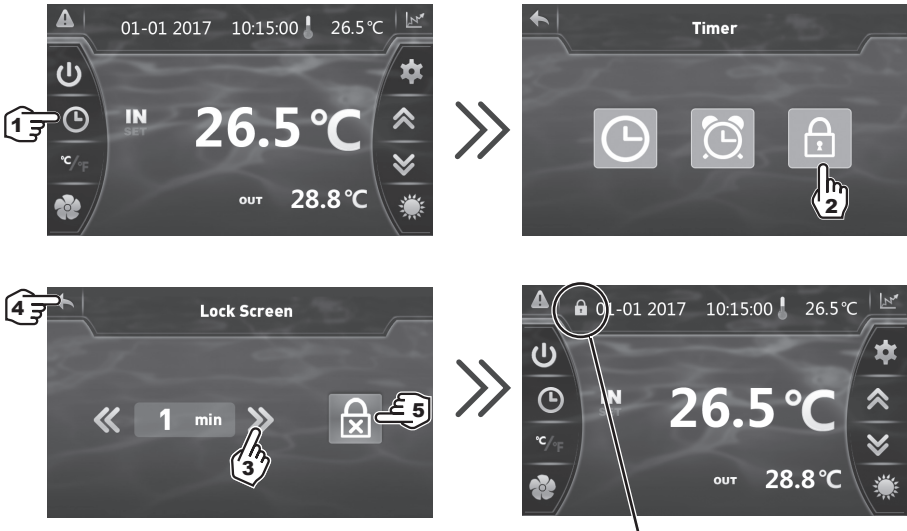 01-01 2017 10:15:00 26.5°C
Timer
1
IN
SET
26.5°C
°C/°F
OUT 28.8°C
2
4
Lock Screen
1 min
3
5
01-01 2017 10:15:00 26.5°C
IN
SET
26.5°C
°C/°F
OUT 28.8°C